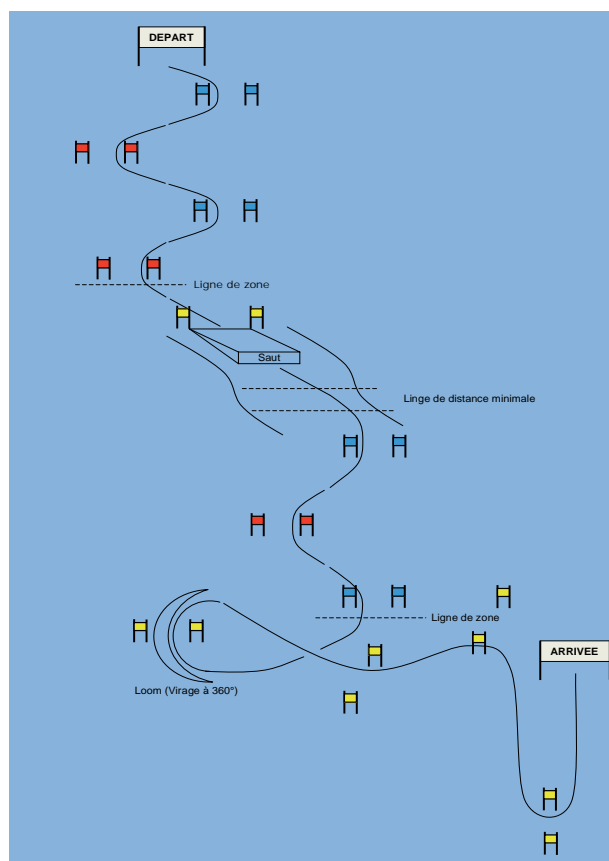 DEPART
Ligne de zone
Saut
Linge de distance minimale
Ligne de zone
ARRIVEE
Loom (Virage à 360°)